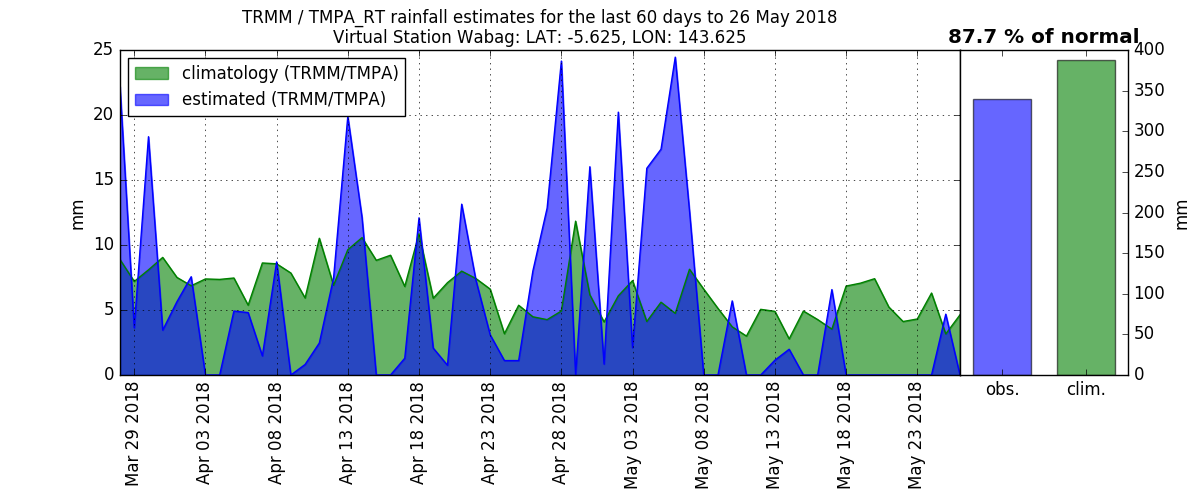 TRMM / TMPA_RT rainfall estimates for the last 60 days to 26 May 2018
Virtual Station Wabag: LAT: -5.625, LON: 143.625
87.7 % of normal
climatology (TRMM/TMPA)
estimated (TRMM/TMPA)
25
20
15
10
5
0
mm
400
350
300
250
200
150
100
50
0
mm
Mar 29 2018
Apr 03 2018
Apr 08 2018
Apr 13 2018
Apr 18 2018
Apr 23 2018
Apr 28 2018
May 03 2018
May 08 2018
May 13 2018
May 18 2018
May 23 2018
obs.
clim.